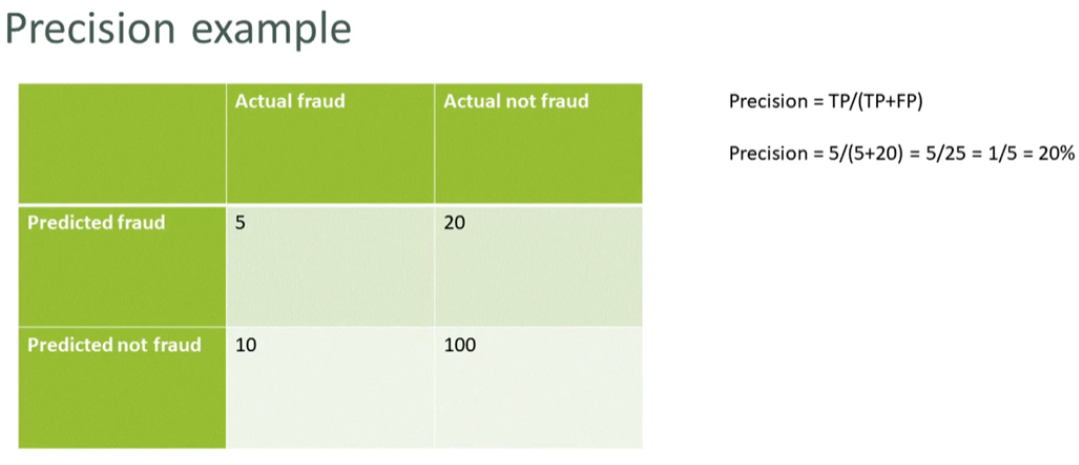 Precision example
Actual fraud
Actual not fraud
Precision = TP/(TP+FP)
Precision = 5/(5+20) = 5/25 = 1/5 = 20%
Predicted fraud
5
20
Predicted not fraud
10
100